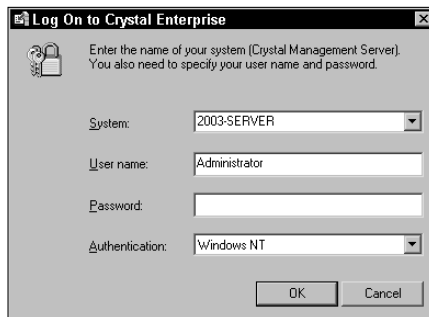 Log On to Crystal Enterprise
Enter the name of your system (Crystal Management Server).
You also need to specify your user name and password.
System: 2003-SERVER
User name: Administrator
Password:
Authentication: Windows NT
OK Cancel